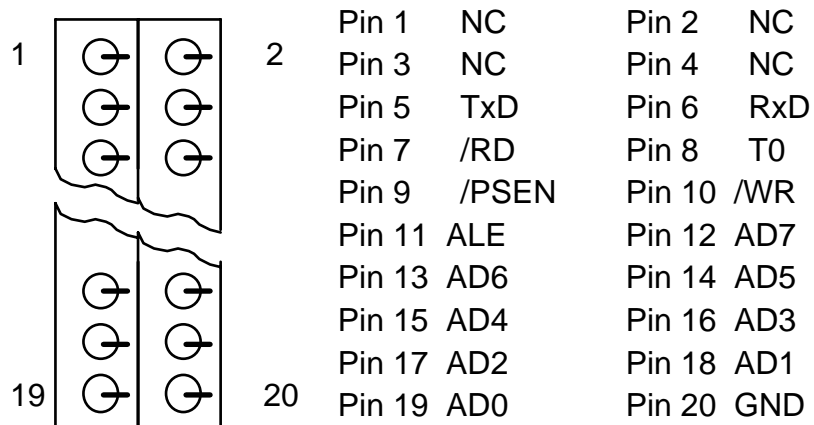 Pin 1 NC Pin 2 NC
1 2 Pin 3 NC Pin 4 NC
Pin 5 TxD Pin 6 RxD
Pin 7 /RD Pin 8 T0
Pin 9 /PSEN Pin 10 /WR
Pin 11 ALE Pin 12 AD7
Pin 13 AD6 Pin 14 AD5
Pin 15 AD4 Pin 16 AD3
Pin 17 AD2 Pin 18 AD1
19 20 Pin 19 AD0 Pin 20 GND